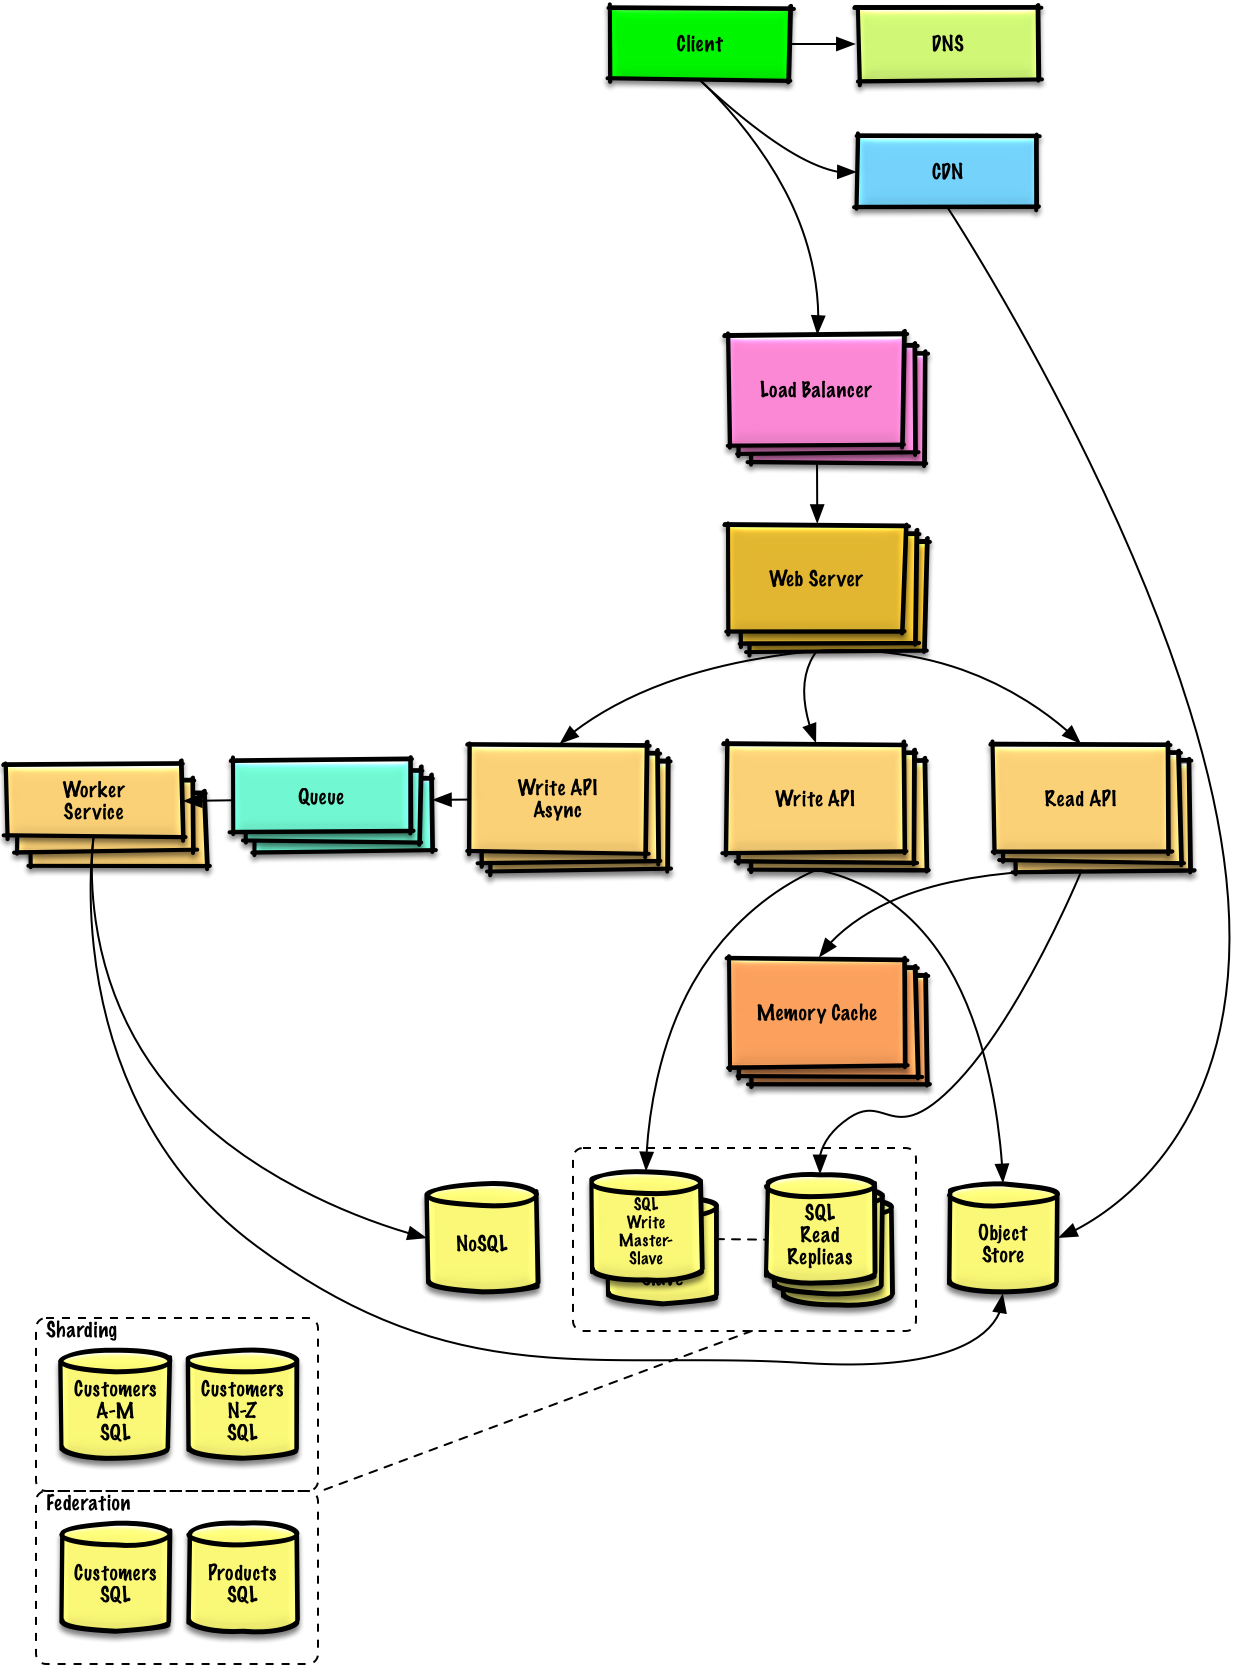 Client
DNS
CDN
Load Balancer
Web Server
Worker
Service
Queue
Write API
Async
Write API
Read API
Memory Cache
NoSQL
SQL
Write
Master-
Slave
Slave
SQL
Read
Replicas
Object
Store
Sharding
Customers
A-M
SQL
Customers
N-Z
SQL
Federation
Customers
SQL
Products
SQL